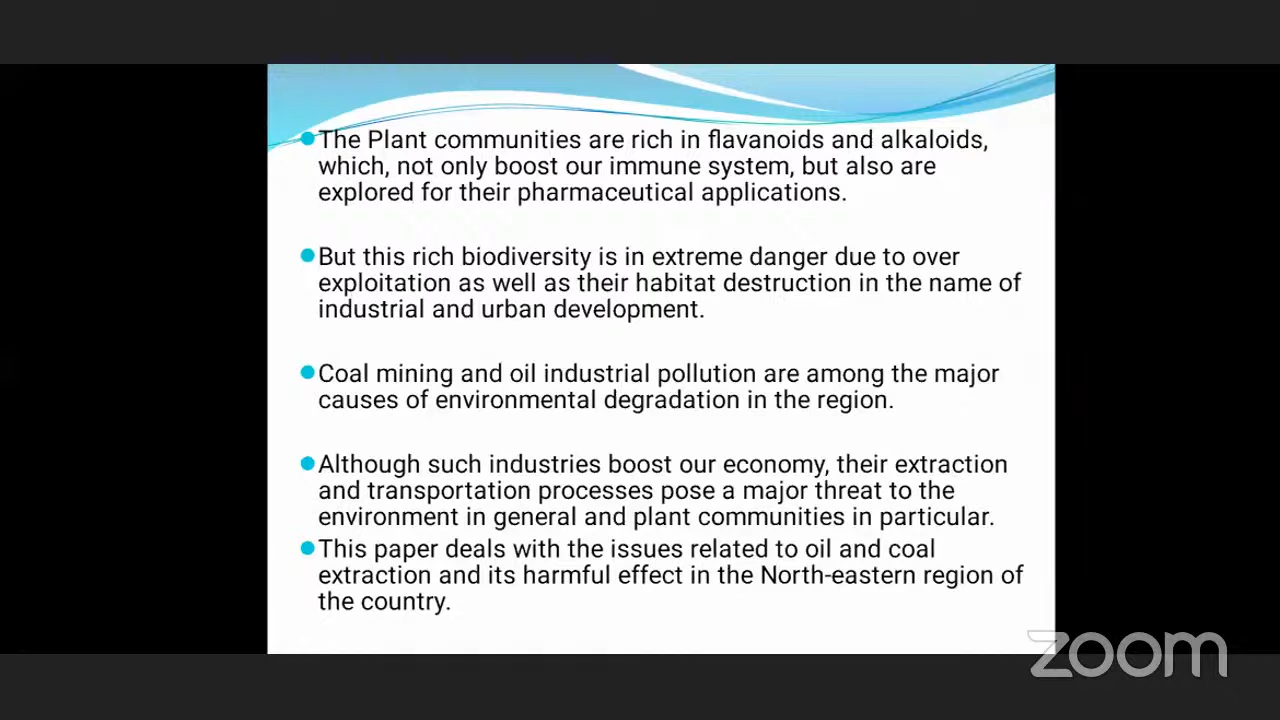 The Plant communities are rich in flavanoids and alkaloids,
which, not only boost our immune system, but also are
explored for their pharmaceutical applications.
But this rich biodiversity is in extreme danger due to over
exploitation as well as their habitat destruction in the name of
industrial and urban development.
Coal mining and oil industrial pollution are among the major
causes of environmental degradation in the region.
Although such industries boost our economy, their extraction
and transportation processes pose a major threat to the
environment in general and plant communities in particular.
This paper deals with the issues related to oil and coal
extraction and its harmful effect in the North-eastern region of
the country.
zoom